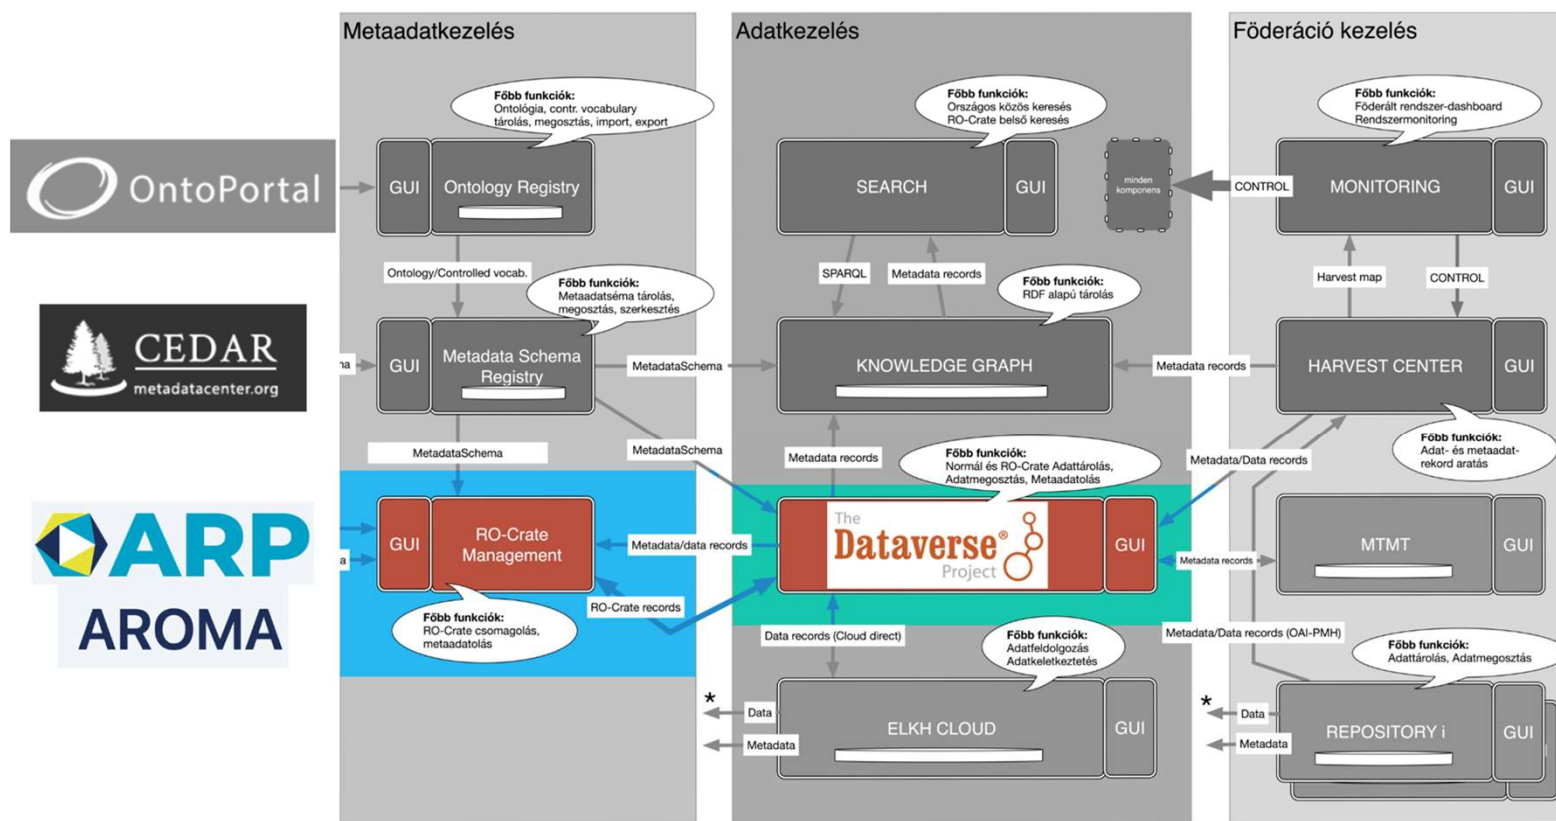 Metaadatkezelés
Adatkezelés
Föderáció kezelés
Főbb funkciók:
Ontológia, contr. vocabulary
tárolás, megosztás, import, export
Főbb funkciók:
Országos közös keresés
RO-Crate belső keresés
Főbb funkciók:
Föderált rendszer-dashboard
Rendszermonitoring
OntoPortal
GUI
Ontology Registry
SEARCH
GUI
minden
komponens
CONTROL
MONITORING
GUI
Ontology/Controlled vocab.
SPARQL
Metadata records
Harvest map
CONTROL
Főbb funkciók:
Metaadatséma tárolás,
megosztás, szerkesztés
Főbb funkciók:
RDF alapú tárolás
CEDAR
metadatacenter.org
GUI
Metadata Schema
Registry
MetadataSchema
KNOWLEDGE GRAPH
Metadata records
HARVEST CENTER
GUI
MetadataSchema
MetadataSchema
Metadata records
Főbb funkciók:
Normál és RO-Crate Adattárolás,
Adatmegosztás, Metaadatolás
Metadata/Data records
Főbb funkciók:
Adat- és metaadat-
rekord aratás
ARP
AROMA
GUI
RO-Crate
Management
Metadata/data records
The
Dataverse®
Project
GUI
Metadata records
MTMT
GUI
RO-Crate records
Főbb funkciók:
RO-Crate csomagolás,
metaadatolás
Data records (Cloud direct)
Főbb funkciók:
Adatfeldolgozás
Adatkeletkeztetés
Metadata/Data records (OAI-PMH)
Főbb funkciók:
Adattárolás, Adatmegosztás
*
Data
Metadata
ELKH CLOUD
GUI
*
Data
Metadata
REPOSITORY i
GUI